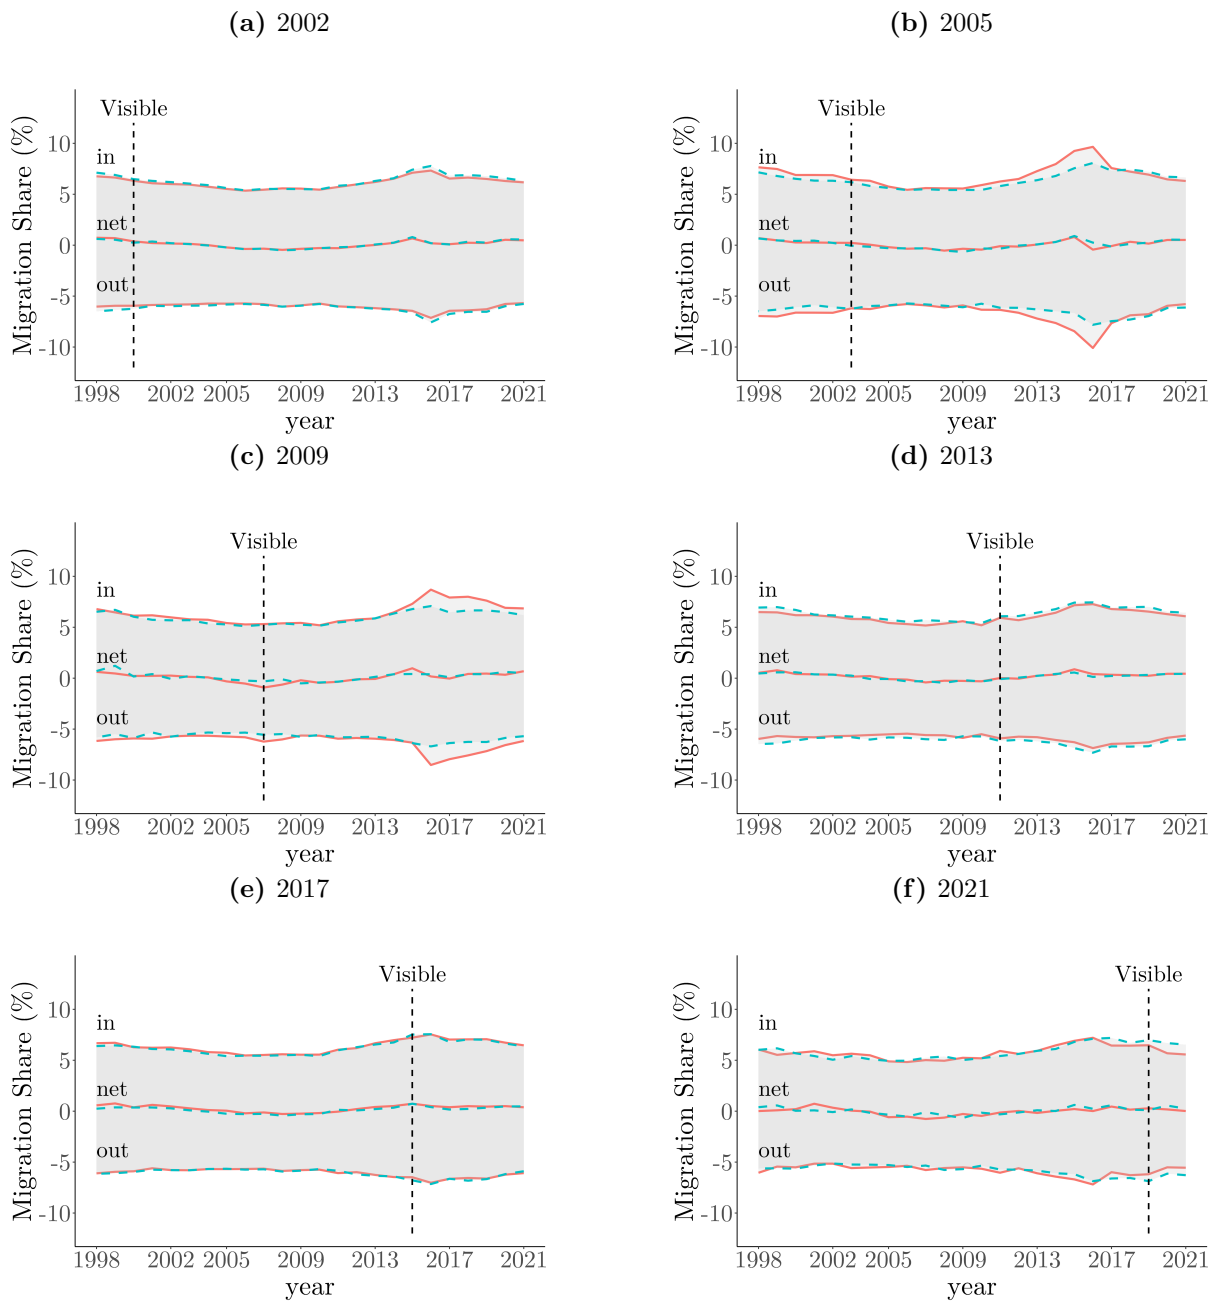 (a) 2002
Visible
Migration Share (%)
10
5
0
-5
-10
in
net
out
1998 2002 2005 2009 2013 2017 2021
year
(b) 2005
Visible
Migration Share (%)
10
5
0
-5
-10
in
net
out
1998 2002 2005 2009 2013 2017 2021
year
(c) 2009
Visible
Migration Share (%)
10
5
0
-5
-10
in
net
out
1998 2002 2005 2009 2013 2017 2021
year
(d) 2013
Visible
Migration Share (%)
10
5
0
-5
-10
in
net
out
1998 2002 2005 2009 2013 2017 2021
year
(e) 2017
Visible
Migration Share (%)
10
5
0
-5
-10
in
net
out
1998 2002 2005 2009 2013 2017 2021
year
(f) 2021
Visible
Migration Share (%)
10
5
0
-5
-10
in
net
out
1998 2002 2005 2009 2013 2017 2021
year